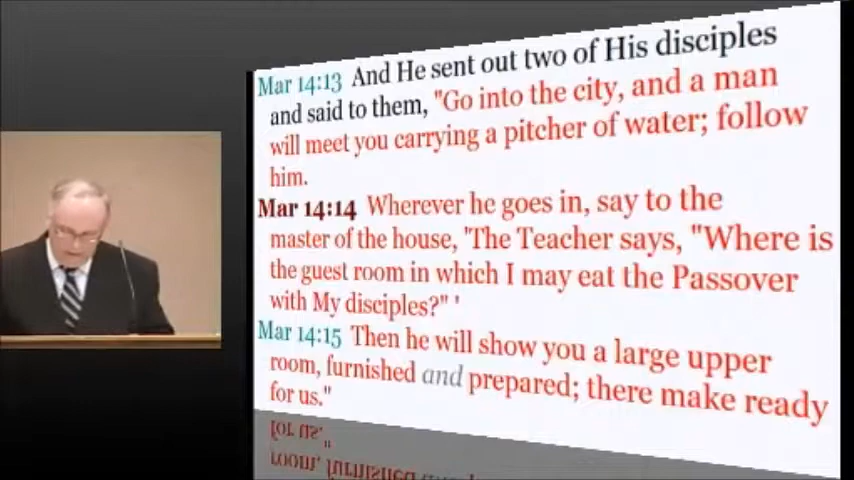 Mar 14:13 And He sent out two of His disciples
and said to them, "Go into the city, and a man
will meet you carrying a pitcher of water; follow
him.
Mar 14:14 Wherever he goes in, say to the
master of the house, 'The Teacher says, "Where is
the guest room in which I may eat the Passover
with My disciples?" '
Mar 14:15 Then he will show you a large upper
room, furnished and prepared; there make ready
for us."